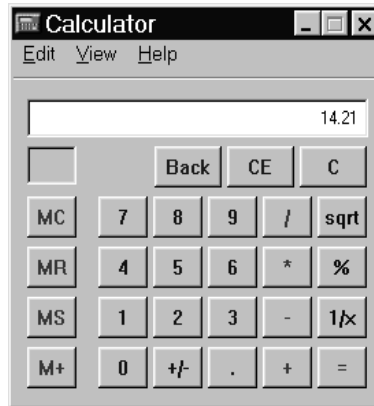 Calculator
Edit View Help
14.21
Back CE C
MC 7 8 9 / sqrt
MR 4 5 6 * %
MS 1 2 3 - 1/x
M+ 0 +/- . + =